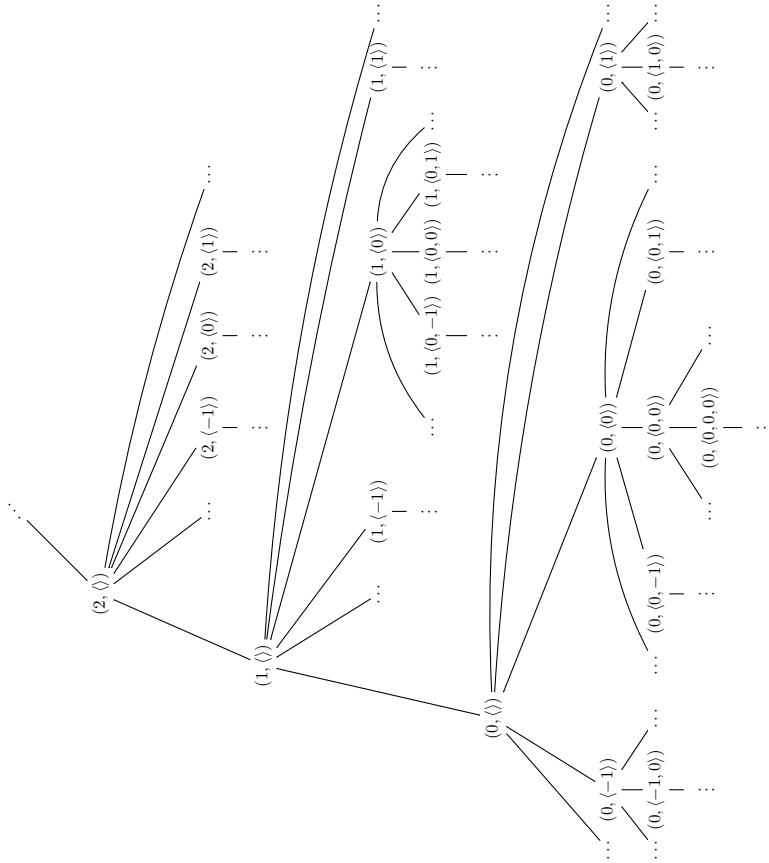 ⋱
(2, ⟨⟩)
… (2, ⟨−1⟩) (2, ⟨0⟩) (2, ⟨1⟩) …
… … …
(1, ⟨⟩)
… (1, ⟨−1⟩) (1, ⟨0⟩) (1, ⟨1⟩) …
… … (1, ⟨0, −1⟩) (1, ⟨0, 0⟩) (1, ⟨0, 1⟩) … …
… … …
(0, ⟨⟩)
… (0, ⟨−1⟩) (0, ⟨0⟩) (0, ⟨1⟩) …
… (0, ⟨−1, 0⟩) … … (0, ⟨0, −1⟩) (0, ⟨0, 0⟩) (0, ⟨0, 1⟩) … … (0, ⟨1, 0⟩) …
… … … (0, ⟨0, 0, 0⟩) … … …
…